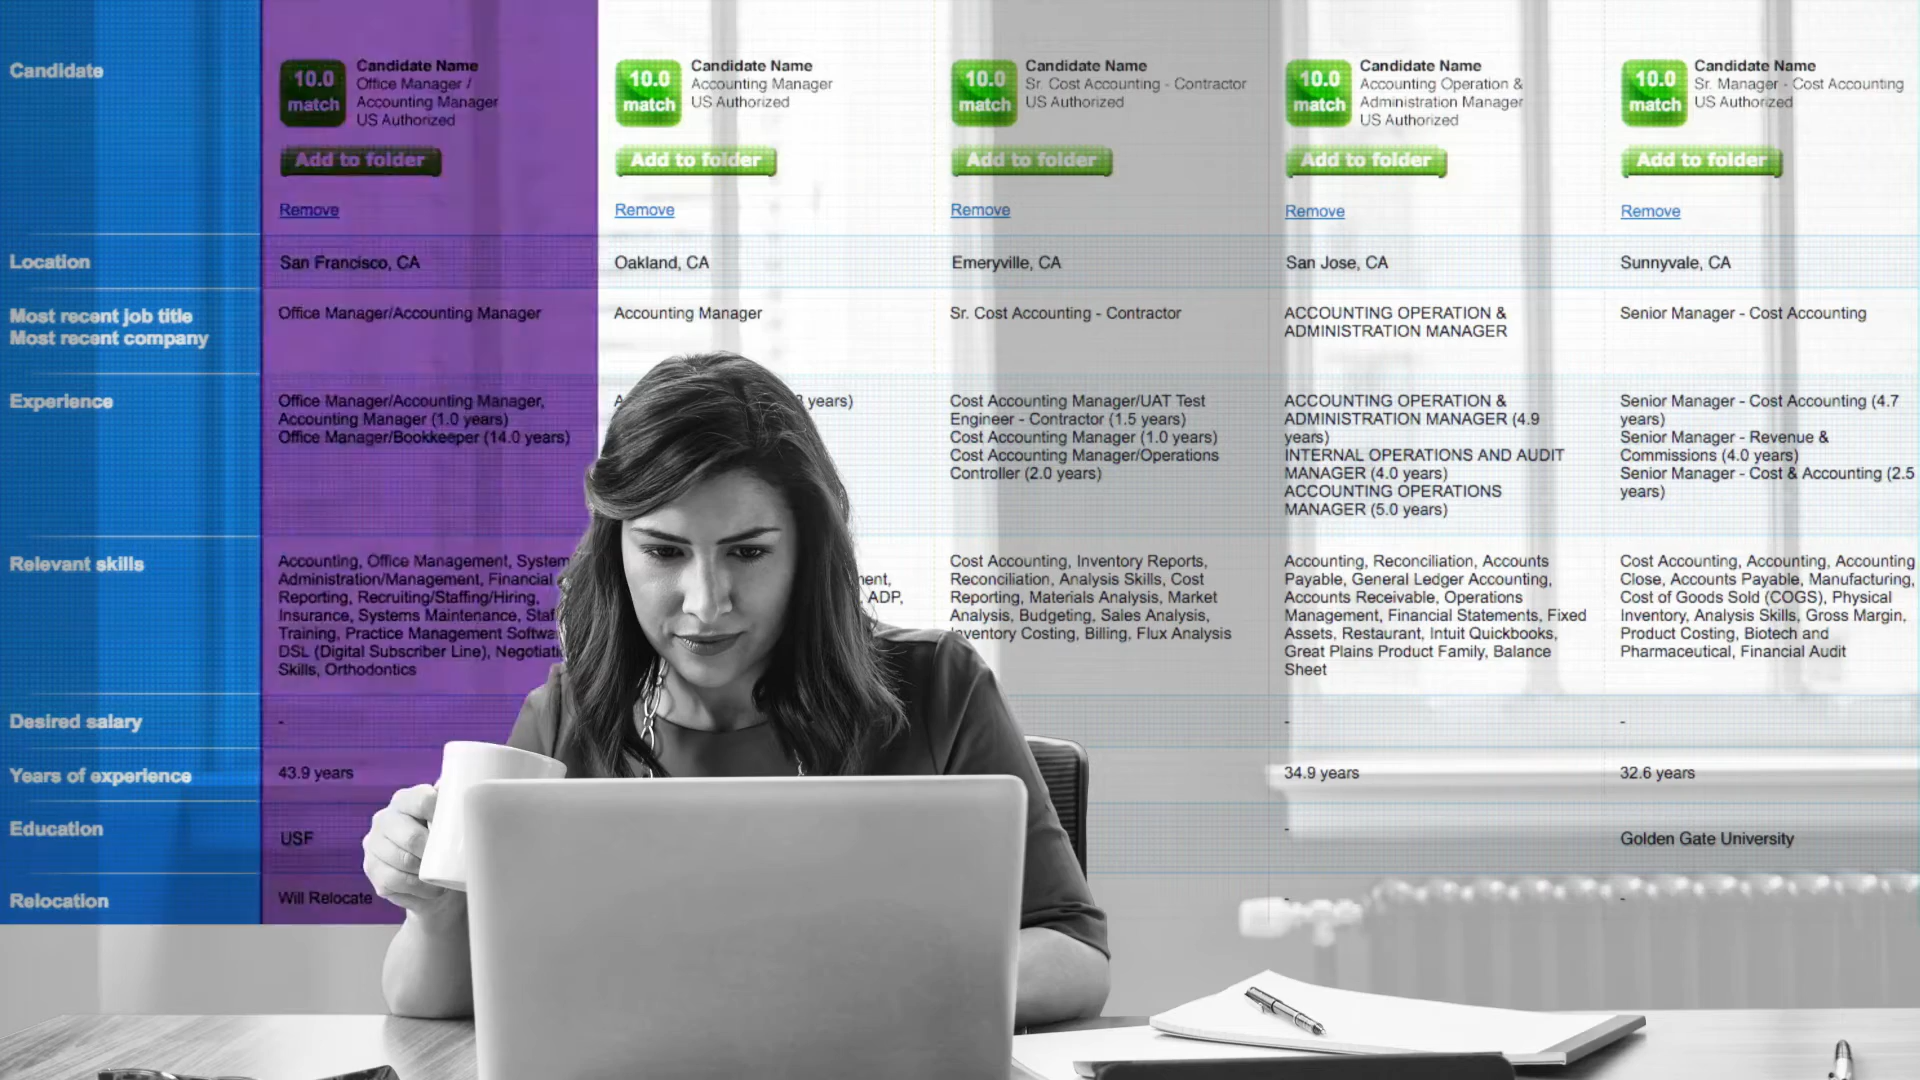 Candidate
10.0
match
Candidate Name
Office Manager /
Accounting Manager
US Authorized
Add to folder
Remove
10.0
match
Candidate Name
Accounting Manager
US Authorized
Add to folder
Remove
10.0
match
Candidate Name
Sr. Cost Accounting - Contractor
US Authorized
Add to folder
Remove
10.0
match
Candidate Name
Accounting Operation &
Administration Manager
US Authorized
Add to folder
Remove
10.0
match
Candidate Name
Sr. Manager - Cost Accounting
US Authorized
Add to folder
Remove
Location
San Francisco, CA
Oakland, CA
Emeryville, CA
San Jose, CA
Sunnyvale, CA
Most recent job title
Most recent company
Office Manager/Accounting Manager
Accounting Manager
Sr. Cost Accounting - Contractor
ACCOUNTING OPERATION &
ADMINISTRATION MANAGER
Senior Manager - Cost Accounting
Experience
Office Manager/Accounting Manager,
Accounting Manager (1.0 years)
Office Manager/Bookkeeper (14.0 years)
years)
Cost Accounting Manager/UAT Test
Engineer - Contractor (1.5 years)
Cost Accounting Manager (1.0 years)
Cost Accounting Manager/Operations
Controller (2.0 years)
ACCOUNTING OPERATION &
ADMINISTRATION MANAGER (4.9
years)
INTERNAL OPERATIONS AND AUDIT
MANAGER (4.0 years)
ACCOUNTING OPERATIONS
MANAGER (5.0 years)
Senior Manager - Cost Accounting (4.7
years)
Senior Manager - Revenue &
Commissions (4.0 years)
Senior Manager - Cost & Accounting (2.5
years)
Relevant skills
Accounting, Office Management, System
Administration/Management, Financial
Reporting, Recruiting/Staffing/Hiring,
Insurance, Systems Maintenance,
Training, Practice Management
DSL (Digital Subscriber Line),
Skills, Orthodontics
ADP,
Cost Accounting, Inventory Reports,
Reconciliation, Analysis Skills, Cost
Reporting, Materials Analysis, Market
Analysis, Budgeting, Sales Analysis,
Inventory Costing, Billing, Flux Analysis
Accounting, Reconciliation, Accounts
Payable, General Ledger Accounting,
Accounts Receivable, Operations
Management, Financial Statements, Fixed
Assets, Restaurant, Intuit Quickbooks,
Great Plains Product Family, Balance
Sheet
Cost Accounting, Accounting, Accounting
Close, Accounts Payable, Manufacturing,
Cost of Goods Sold (COGS), Physical
Inventory, Analysis Skills, Gross Margin,
Product Costing, Biotech and
Pharmaceutical, Financial Audit
Desired salary
-
-
-
Years of experience
43.9 years
34.9 years
32.6 years
Education
USF
-
Golden Gate University
Relocation
Will Relocate
-
-